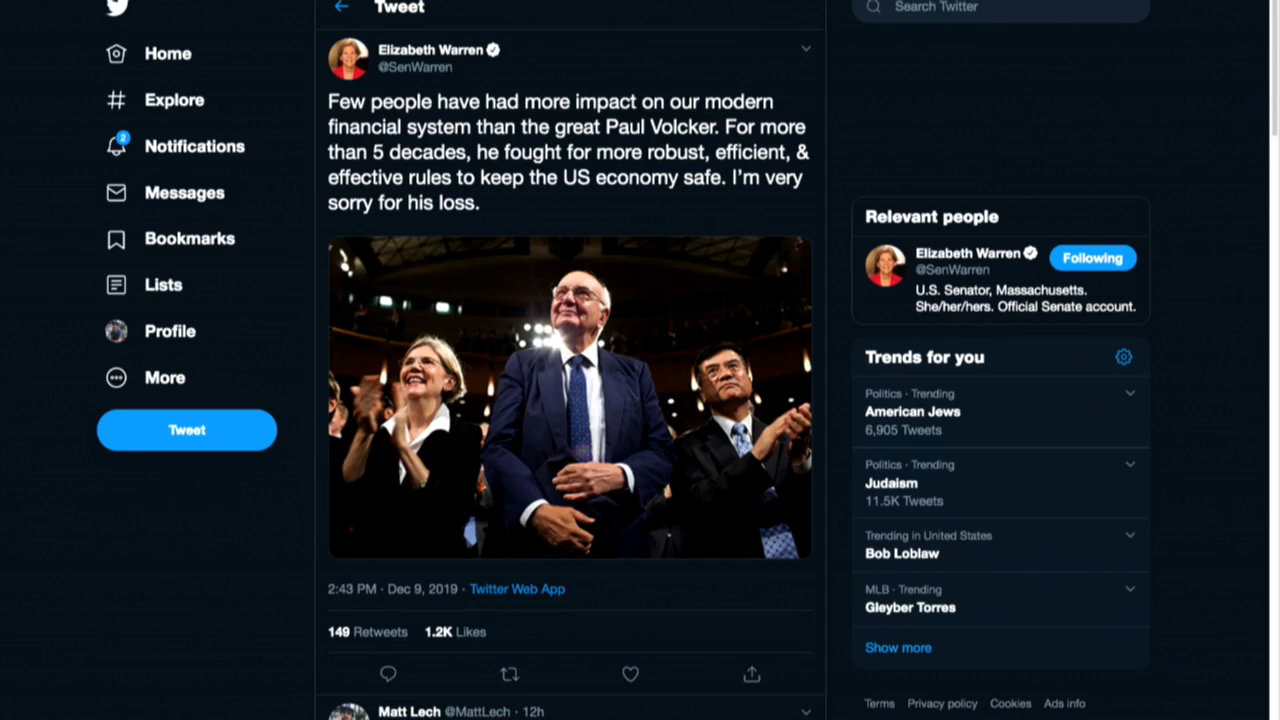 Home
Explore
2
Notifications
Messages
Bookmarks
Lists
Profile
More
Tweet
Tweet
Elizabeth Warren
@SenWarren
Few people have had more impact on our modern
financial system than the great Paul Volcker. For more
than 5 decades, he fought for more robust, efficient, &
effective rules to keep the US economy safe. I'm very
sorry for his loss.
2:43 PM · Dec 9, 2019 · Twitter Web App
149 Retweets 1.2K Likes
Matt Lech @MattLech · 12h
Search Twitter
Relevant people
Elizabeth Warren
@SenWarren
Following
U.S. Senator, Massachusetts.
She/her/hers. Official Senate account.
Trends for you
Politics · Trending
American Jews
6,905 Tweets
Politics · Trending
Judaism
11.5K Tweets
Trending in United States
Bob Loblaw
MLB · Trending
Gleyber Torres
Show more
Terms Privacy policy Cookies Ads info